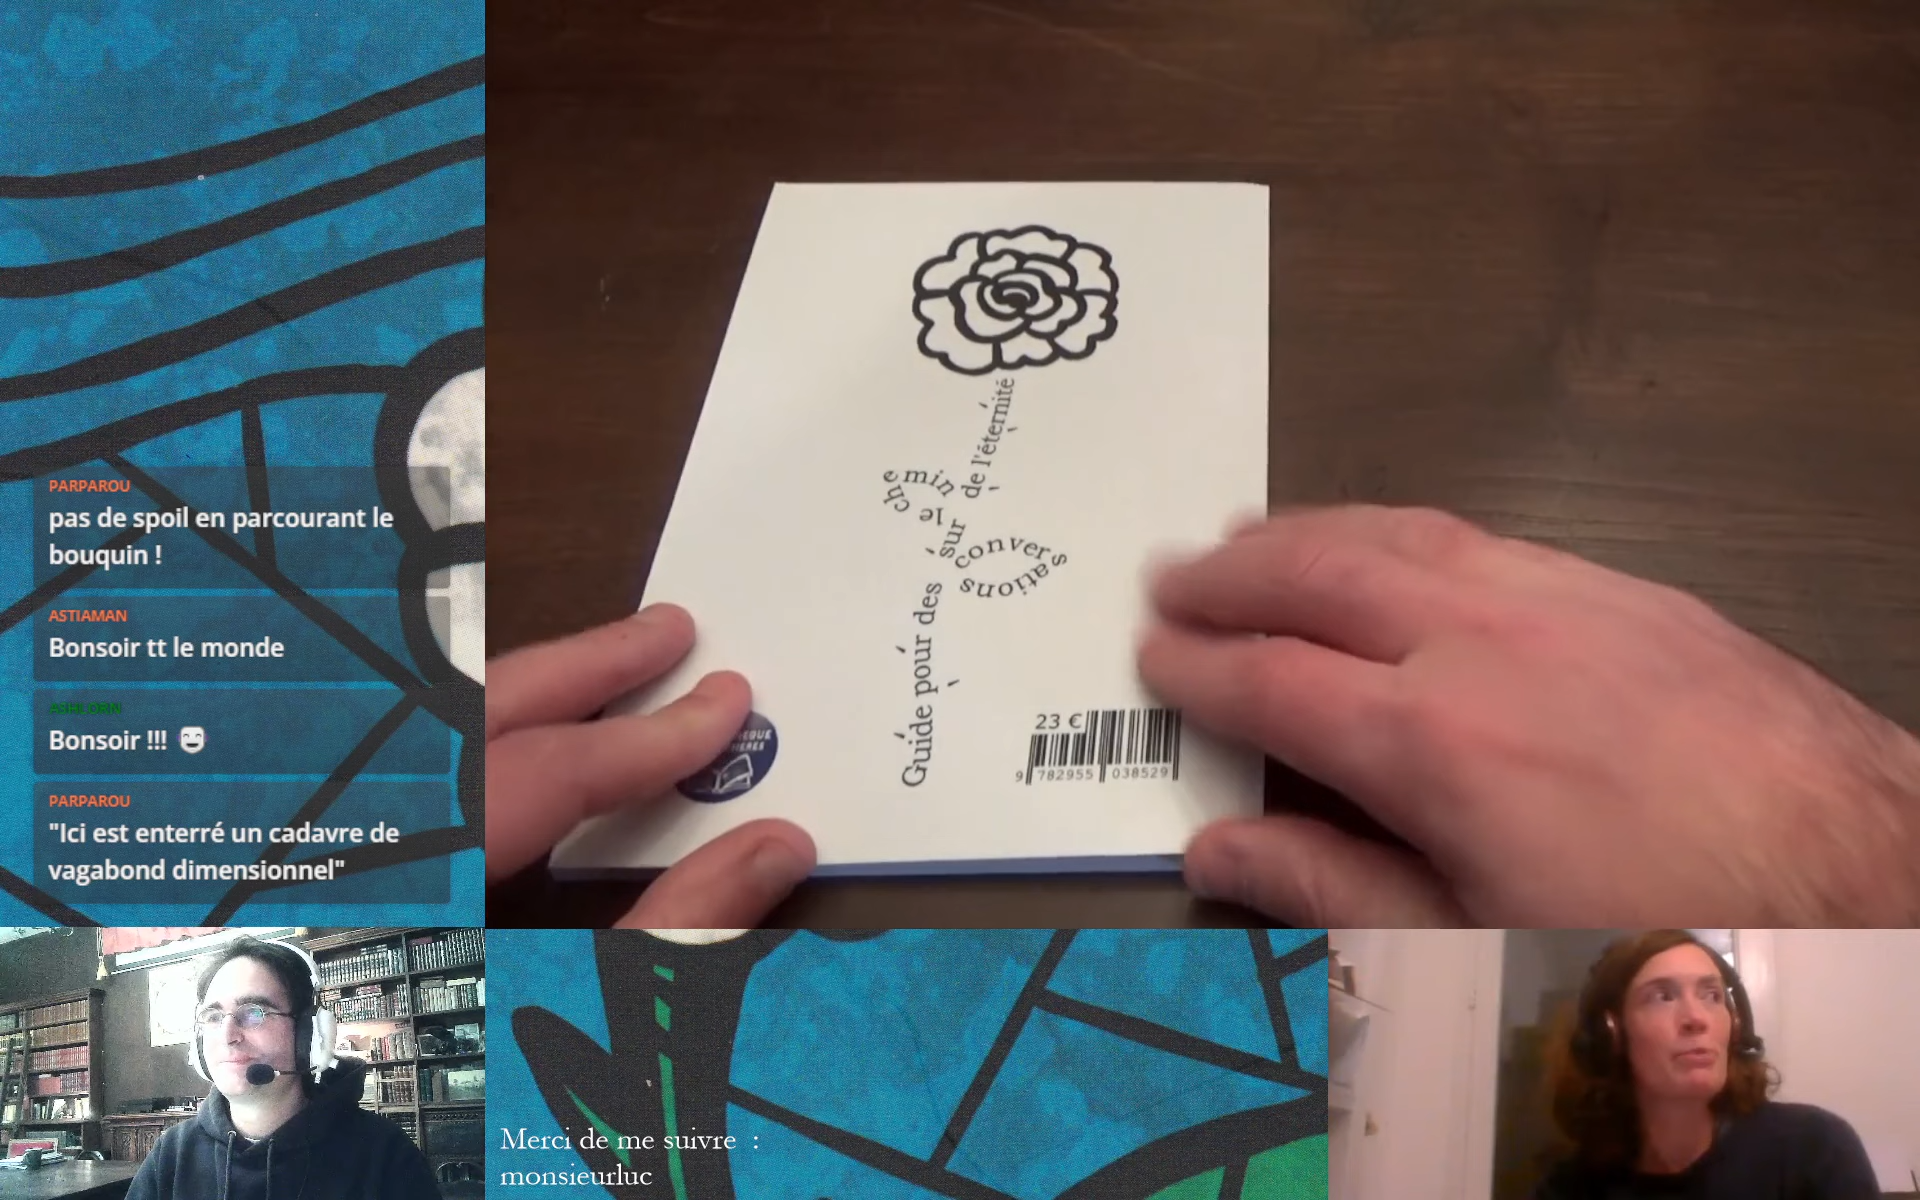 PARPAROU
pas de spoil en parcourant le
bouquin !
ASTIAMAN
Bonsoir tt le monde
Bonsoir !!!
PARPAROU
"Ici est enterré un cadavre de
vagabond dimensionnel"
Guide pour des
conversations
sur
le chemin
de l'éternité
23 €
9 782955 038529
Merci de me suivre :
monsieurluc